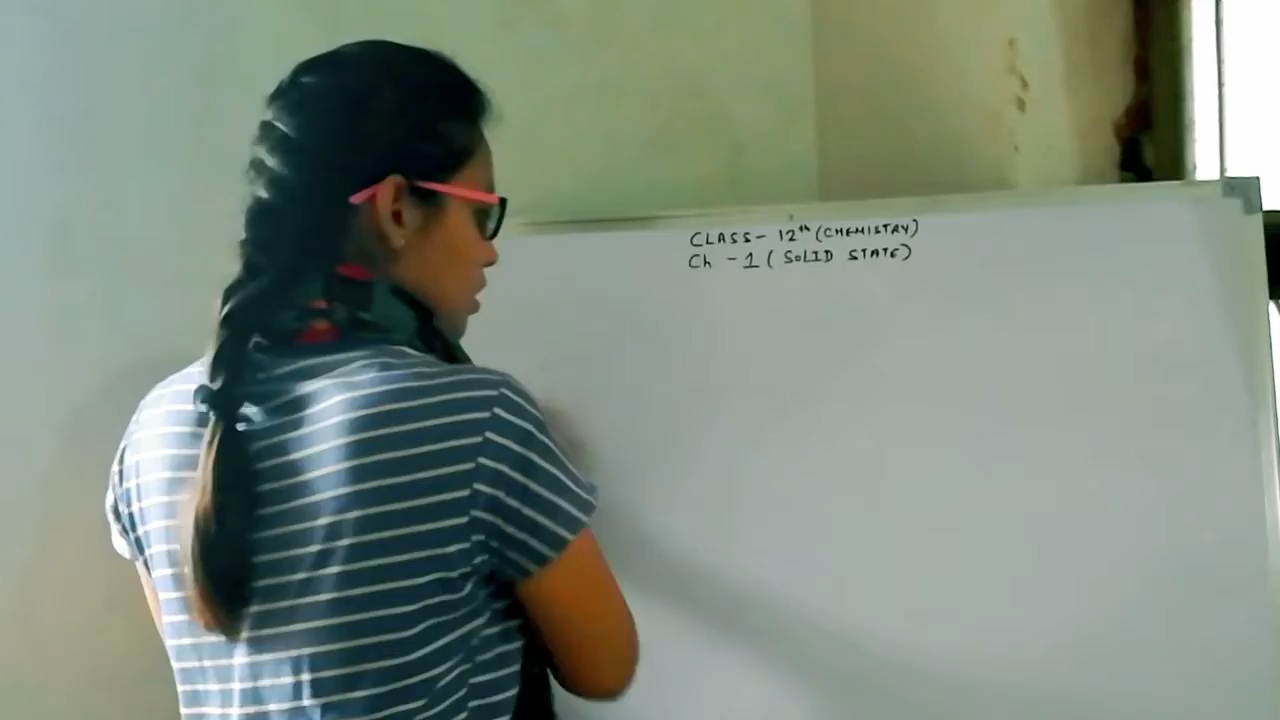 CLASS- 12th (CHEMISTRY)
Ch - 1 ( SOLID STATE)